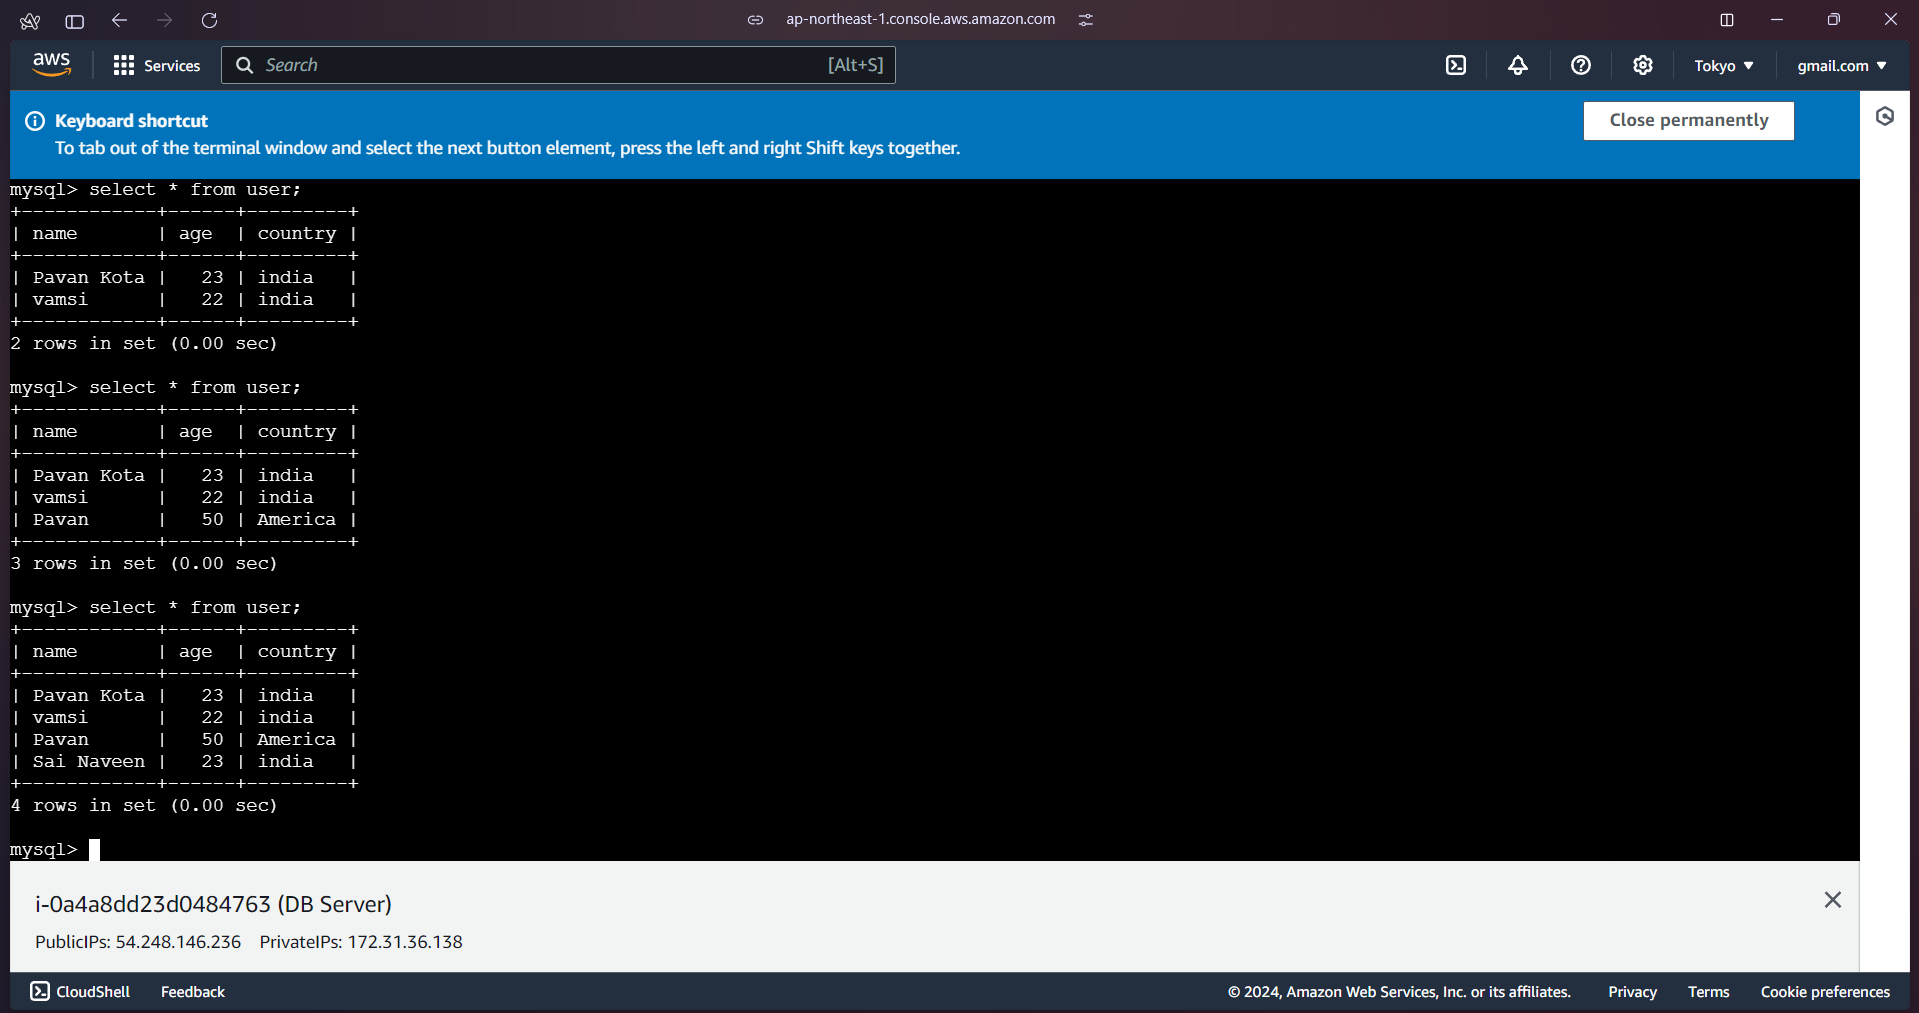 ap-northeast-1.console.aws.amazon.com
aws Services Search [Alt+S] Tokyo gmail.com
Keyboard shortcut
To tab out of the terminal window and select the next button element, press the left and right Shift keys together.
Close permanently
mysql> select * from user;
+------------+------+---------+
| name       | age  | country |
+------------+------+---------+
| Pavan Kota |   23 | india   |
| vamsi      |   22 | india   |
+------------+------+---------+
2 rows in set (0.00 sec)
mysql> select * from user;
+------------+------+---------+
| name       | age  | country |
+------------+------+---------+
| Pavan Kota |   23 | india   |
| vamsi      |   22 | india   |
| Pavan      |   50 | America |
+------------+------+---------+
3 rows in set (0.00 sec)
mysql> select * from user;
+------------+------+---------+
| name       | age  | country |
+------------+------+---------+
| Pavan Kota |   23 | india   |
| vamsi      |   22 | india   |
| Pavan      |   50 | America |
| Sai Naveen |   23 | india   |
+------------+------+---------+
4 rows in set (0.00 sec)
mysql>
i-0a4a8dd23d0484763 (DB Server)
PublicIPs: 54.248.146.236 PrivateIPs: 172.31.36.138
CloudShell Feedback © 2024, Amazon Web Services, Inc. or its affiliates. Privacy Terms Cookie preferences